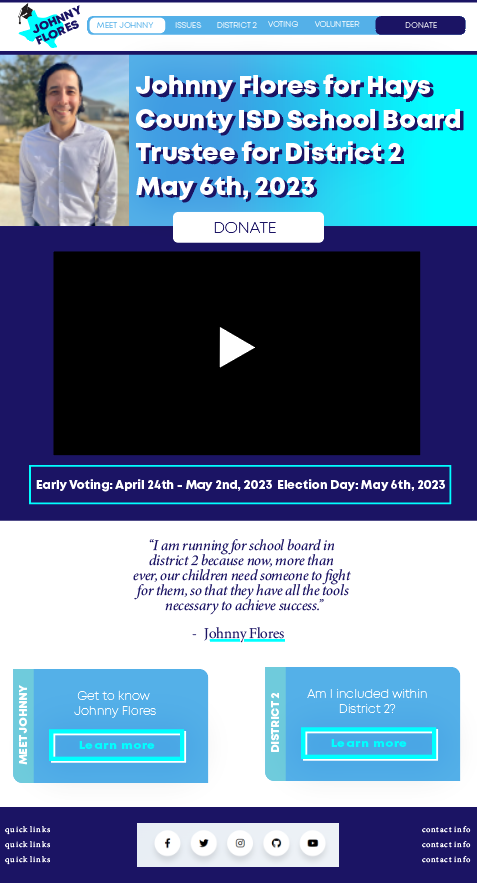 JOHNNY
FLORES
MEET JOHNNY
ISSUES
DISTRICT 2
VOTING
VOLUNTEER
DONATE
Johnny Flores for Hays
County ISD School Board
Trustee for District 2
May 6th, 2023
DONATE
Early Voting: April 24th - May 2nd, 2023 Election Day: May 6th, 2023
“I am running for school board in
district 2 because now, more than
ever, our children need someone to fight
for them, so that they have all the tools
necessary to achieve success.”
- Johnny Flores
MEET JOHNNY
Get to know
Johnny Flores
Learn more
DISTRICT 2
Am I included within
District 2?
Learn more
quick links
quick links
quick links
contact info
contact info
contact info